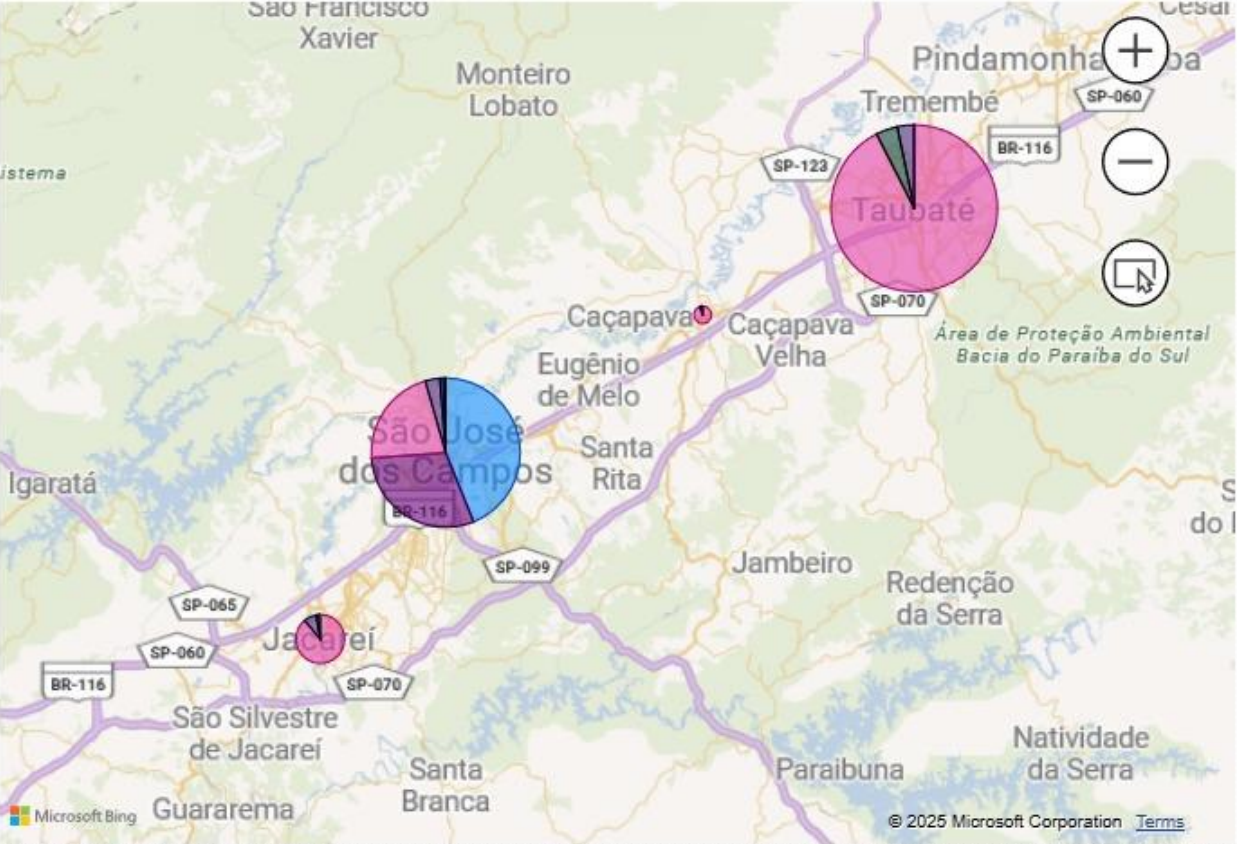 São Francisco
Xavier
Cesar
Monteiro
Lobato
Pindamonha
ba
SP-060
Tremembé
BR-116
SP-123
istema
Taubaté
SP-070
Caçapava
Caçapava
Velha
Área de Proteção Ambiental
Bacia do Paraíba do Sul
Eugênio
de Melo
São José
dos Campos
Santa
Rita
Igaratá
S
do
BR-116
SP-099
Jambeiro
Redenção
da Serra
SP-065
Jacareí
SP-060
BR-116
SP-070
São Silvestre
de Jacareí
Natividade
da Serra
Santa
Branca
Paraibuna
Guararema
Microsoft Bing
© 2025 Microsoft Corporation Terms